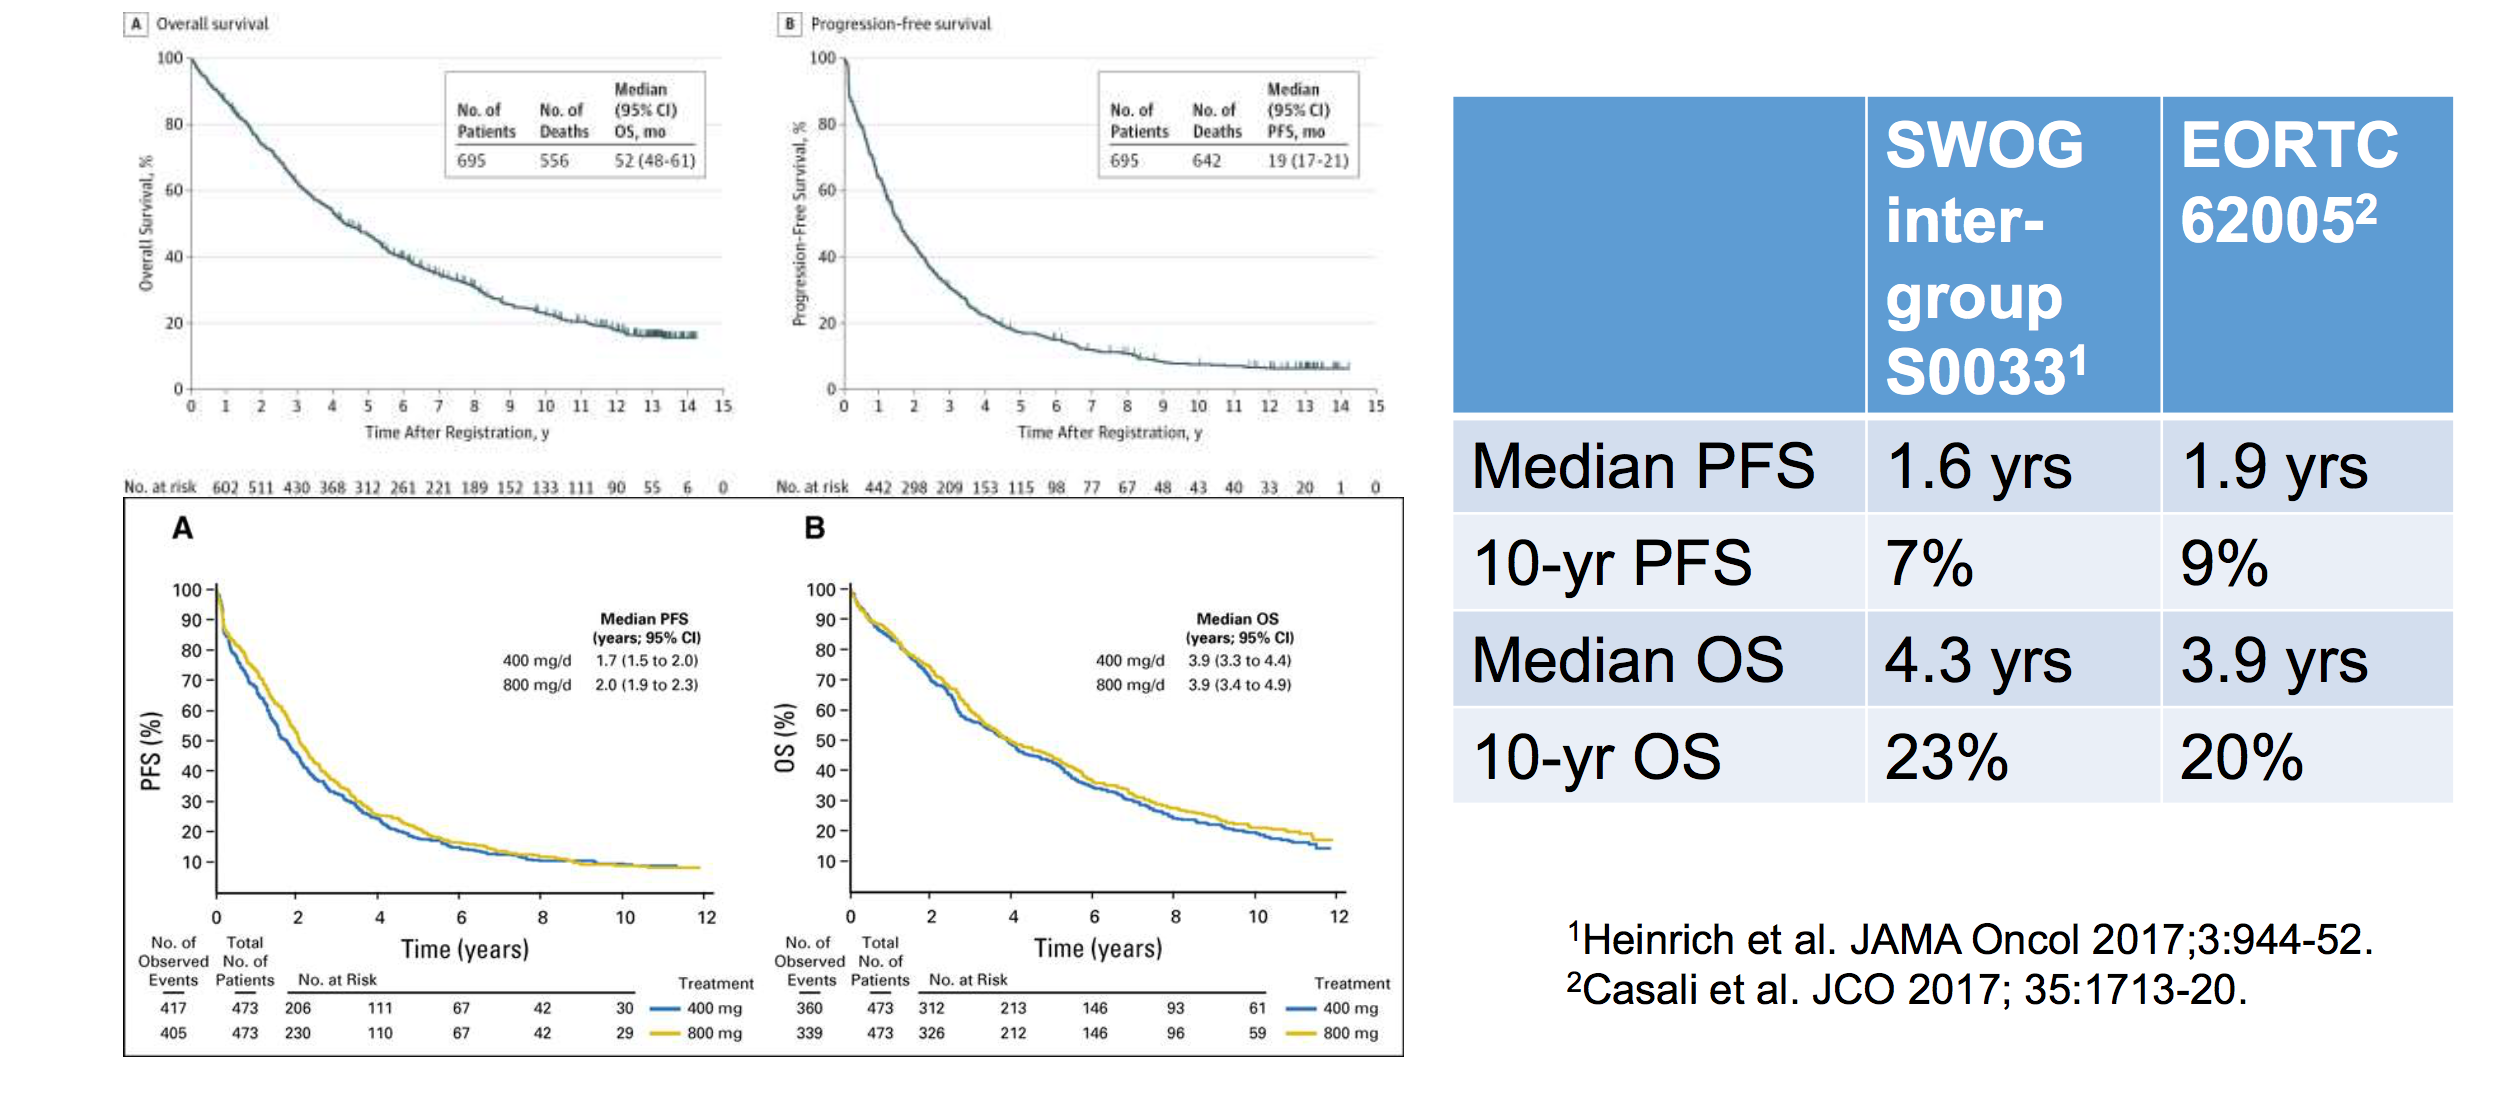 A Overall survival
100
80
60
40
20
0
Overall Survival, %
No. of Patients
No. of Deaths
Median (95% CI) OS, mo
695 556 52 (48-61)
0 1 2 3 4 5 6 7 8 9 10 11 12 13 14 15
Time After Registration, y
No. at risk 602 511 430 368 312 261 221 189 152 133 111 90 55 6 0
B Progression-free survival
100
80
60
40
20
0
Progression-Free Survival, %
No. of Patients
No. of Deaths
Median (95% CI) PFS, mo
695 642 19 (17-21)
0 1 2 3 4 5 6 7 8 9 10 11 12 13 14 15
Time After Registration, y
No. at risk 442 298 209 153 115 98 77 67 48 43 40 33 20 1 0
A
100
90
80
70
60
50
40
30
20
10
PFS (%)
Median PFS
(years; 95% CI)
400 mg/d 1.7 (1.5 to 2.0)
800 mg/d 2.0 (1.9 to 2.3)
0 2 4 6 8 10 12
Time (years)
No. of Observed Events
Total No. of Patients
No. at Risk
Treatment
417 473 206 111 67 42 30 400 mg
405 473 230 110 67 42 29 800 mg
B
100
90
80
70
60
50
40
30
20
10
OS (%)
Median OS
(years; 95% CI)
400 mg/d 3.9 (3.3 to 4.4)
800 mg/d 3.9 (3.4 to 4.9)
0 2 4 6 8 10 12
Time (years)
No. of Observed Events
Total No. of Patients
No. at Risk
Treatment
360 473 312 213 146 93 61 400 mg
339 473 326 212 146 96 59 800 mg
SWOG
inter-
group
S0033¹
EORTC
62005²
Median PFS 1.6 yrs 1.9 yrs
10-yr PFS 7% 9%
Median OS 4.3 yrs 3.9 yrs
10-yr OS 23% 20%
¹Heinrich et al. JAMA Oncol 2017;3:944-52.
²Casali et al. JCO 2017; 35:1713-20.